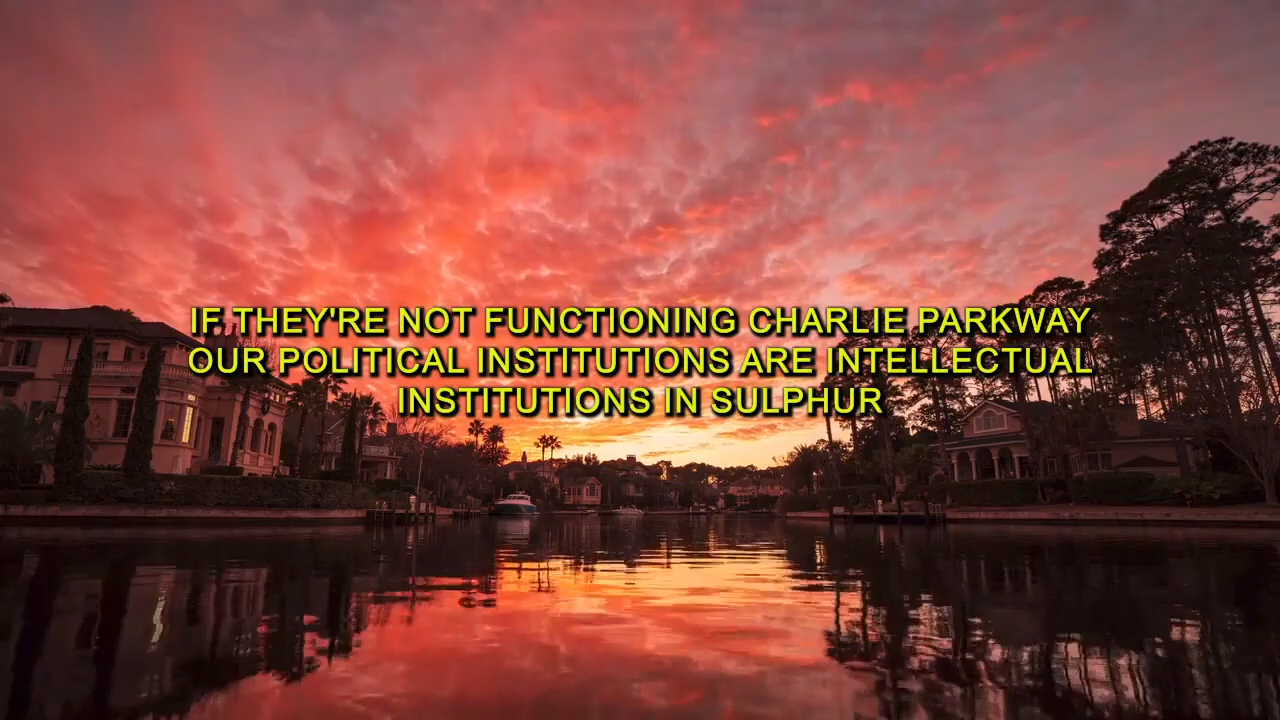 IF THEY'RE NOT FUNCTIONING CHARLIE PARKWAY
OUR POLITICAL INSTITUTIONS ARE INTELLECTUAL
INSTITUTIONS IN SULPHUR